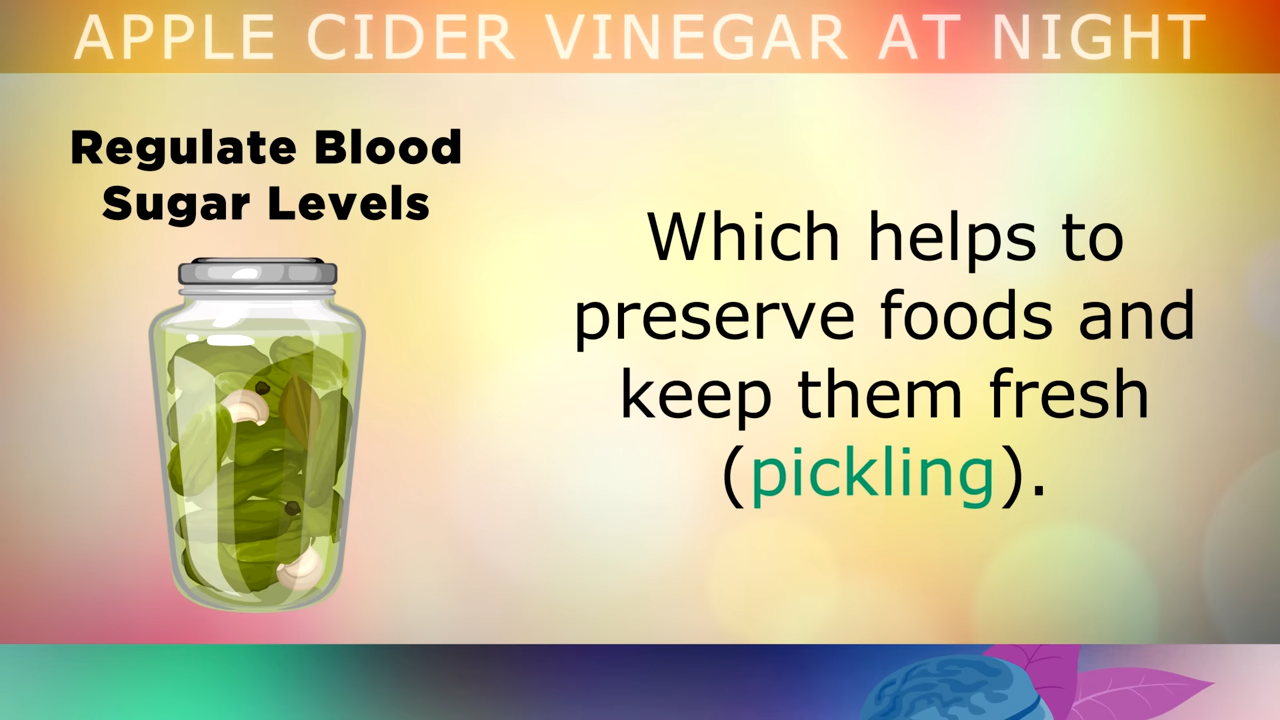 APPLE CIDER VINEGAR AT NIGHT
Regulate Blood
Sugar Levels
Which helps to
preserve foods and
keep them fresh
(pickling).